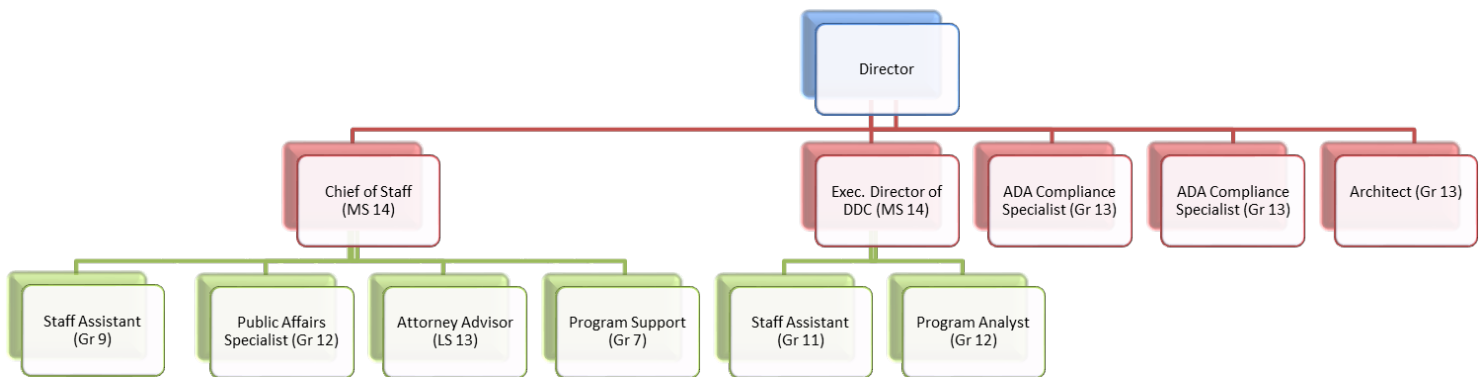 Director
Chief of Staff
(MS 14)
Exec. Director of
DDC (MS 14)
ADA Compliance
Specialist (Gr 13)
ADA Compliance
Specialist (Gr 13)
Architect (Gr 13)
Staff Assistant
(Gr 9)
Public Affairs
Specialist (Gr 12)
Attorney Advisor
(LS 13)
Program Support
(Gr 7)
Staff Assistant
(Gr 11)
Program Analyst
(Gr 12)